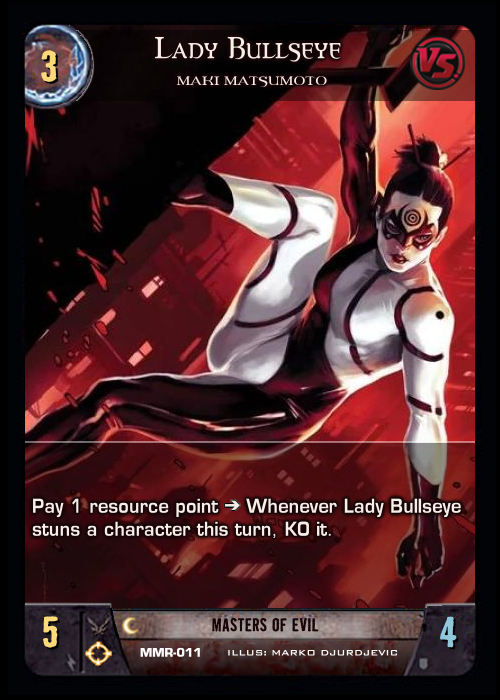 3
Lady Bullseye
VS
Maki Matsumoto
Pay 1 resource point → Whenever Lady Bullseye
stuns a character this turn, KO it.
5
MASTERS OF EVIL
4
MMR-011 ILLUS: MARKO DJURDJEVIC